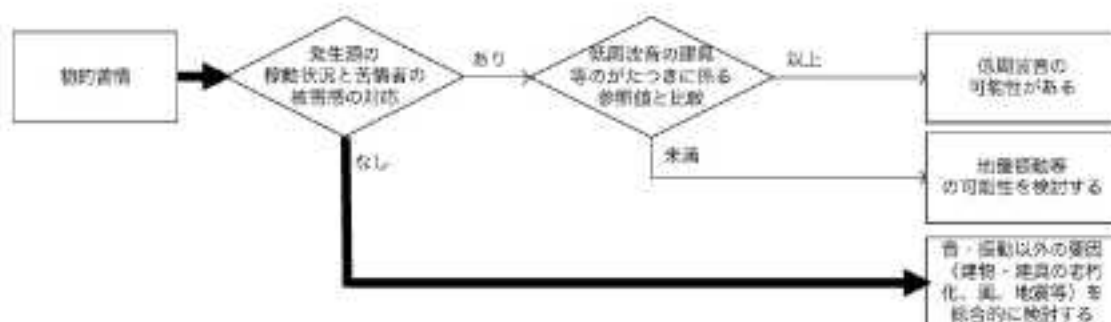 物的苦情
発生源の
稼動状況と苦情者の
被害感の対応
あり
低周波音の建具
等のがたつきに係る
参照値と比較
以上
低周波音の
可能性がある
なし
未満
地盤振動等
の可能性を検討する
音・振動以外の要因
(建物・建具の老朽
化、風、地震等)を
総合的に検討する